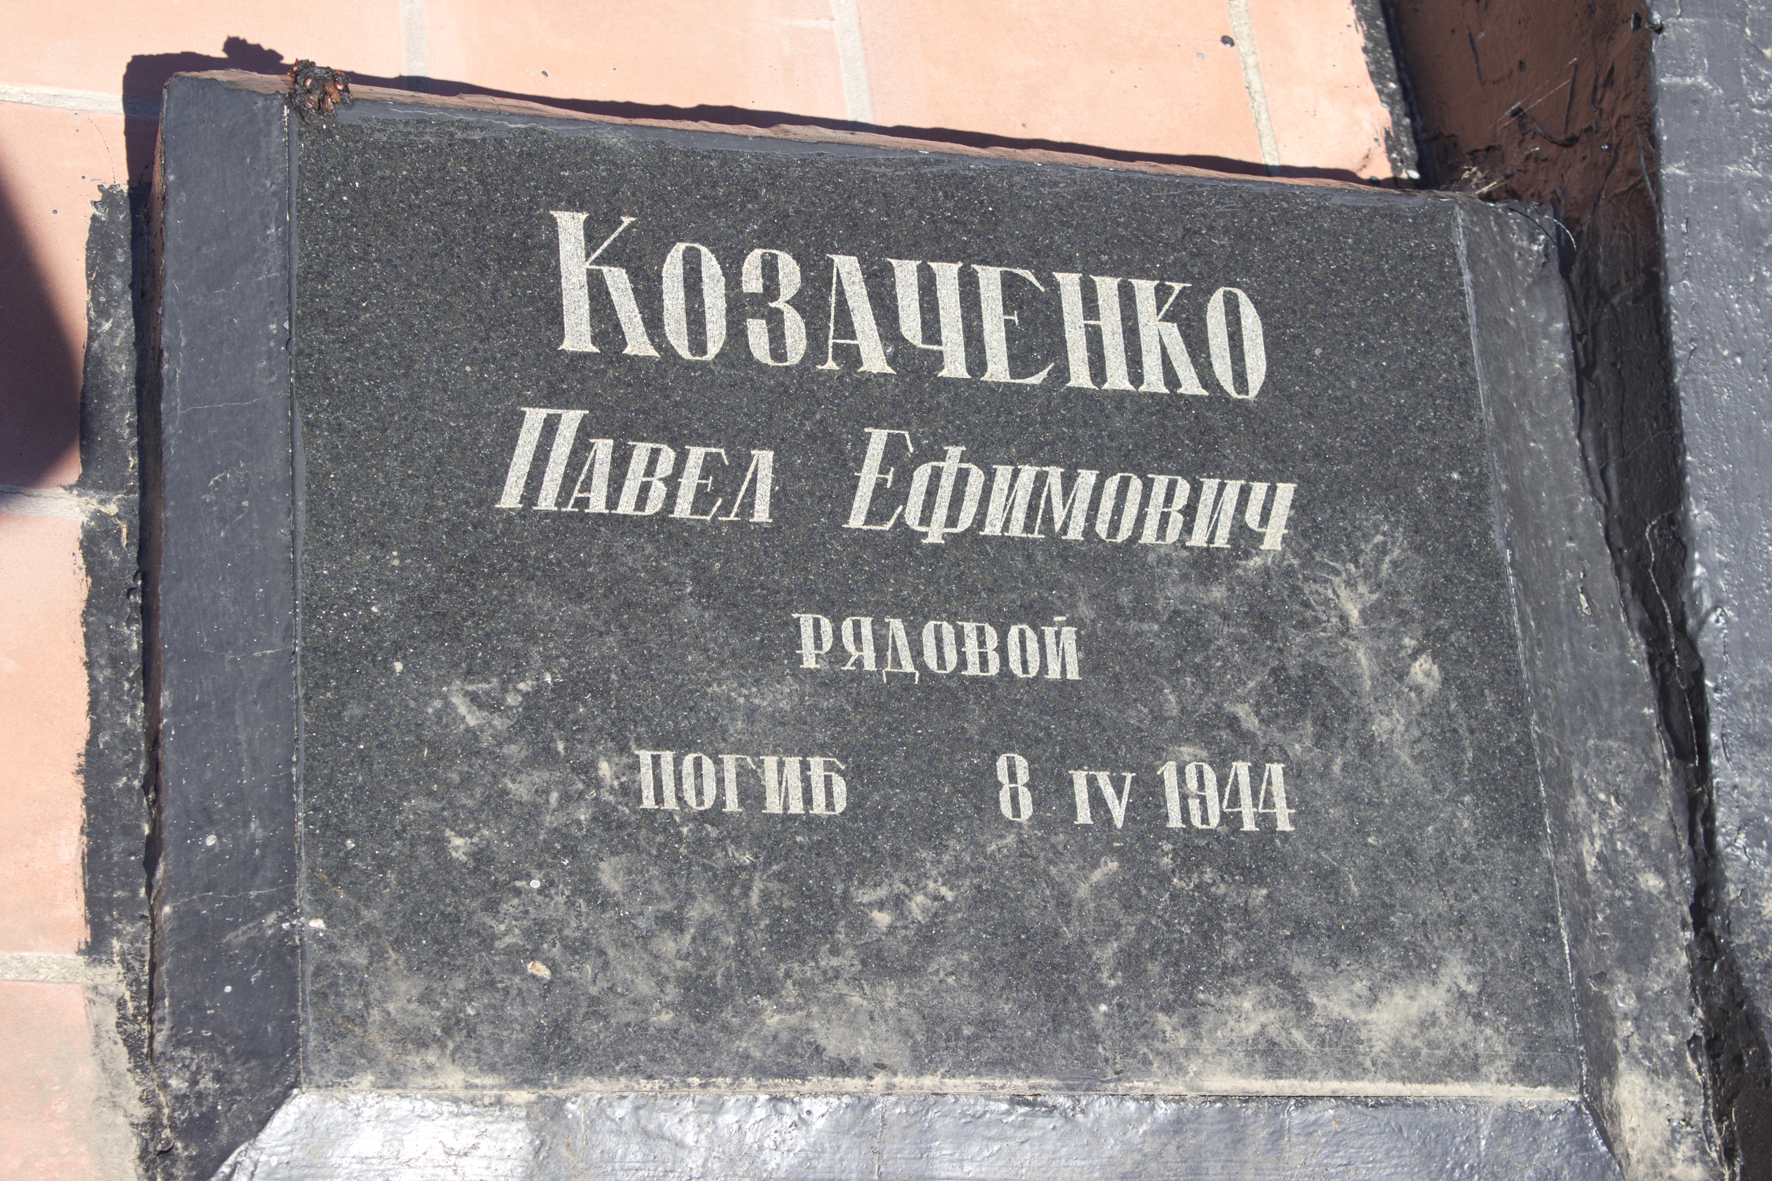 Козаченко
Павел Ефимович
рядовой
погиб 8 IV 1944